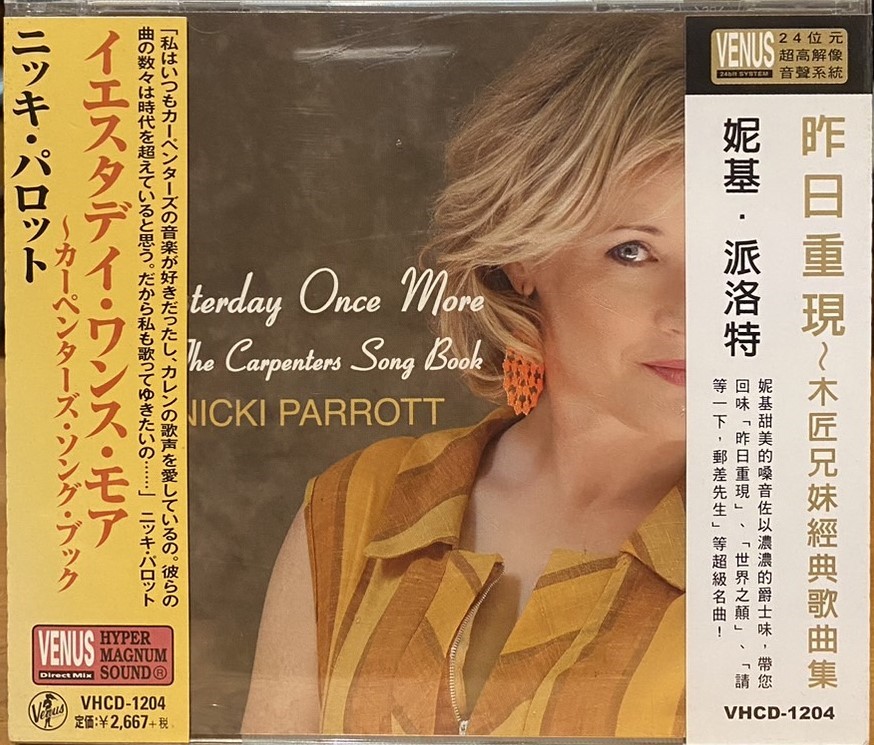 ニッキ・パロット
イエスタデイ・ワンス・モア
～カーペンターズ・ソング・ブック
「私はいつもカーペンターズの音楽が好きだったし、カレンの歌声を愛しているの。彼らの
曲の数々は時代を超えていると思う。だから私も歌ってゆきたいの……」 ニッキ・パロット
VENUS
Direct Mix
HYPER
MAGNUM
SOUND®
Venus
VHCD-1204
定価:¥2,667+税
terday Once More
The Carpenters Song Book
NICKI PARROTT
VENUS
24bit SYSTEM
24位元
超高解像
音聲系統
昨日重現～木匠兄妹經典歌曲集
妮基·派洛特
妮基甜美的嗓音佐以濃濃的爵士味，帶您
回味「昨日重現」、「世界之顛」、「請
等一下，郵差先生」等超級名曲！
VHCD-1204